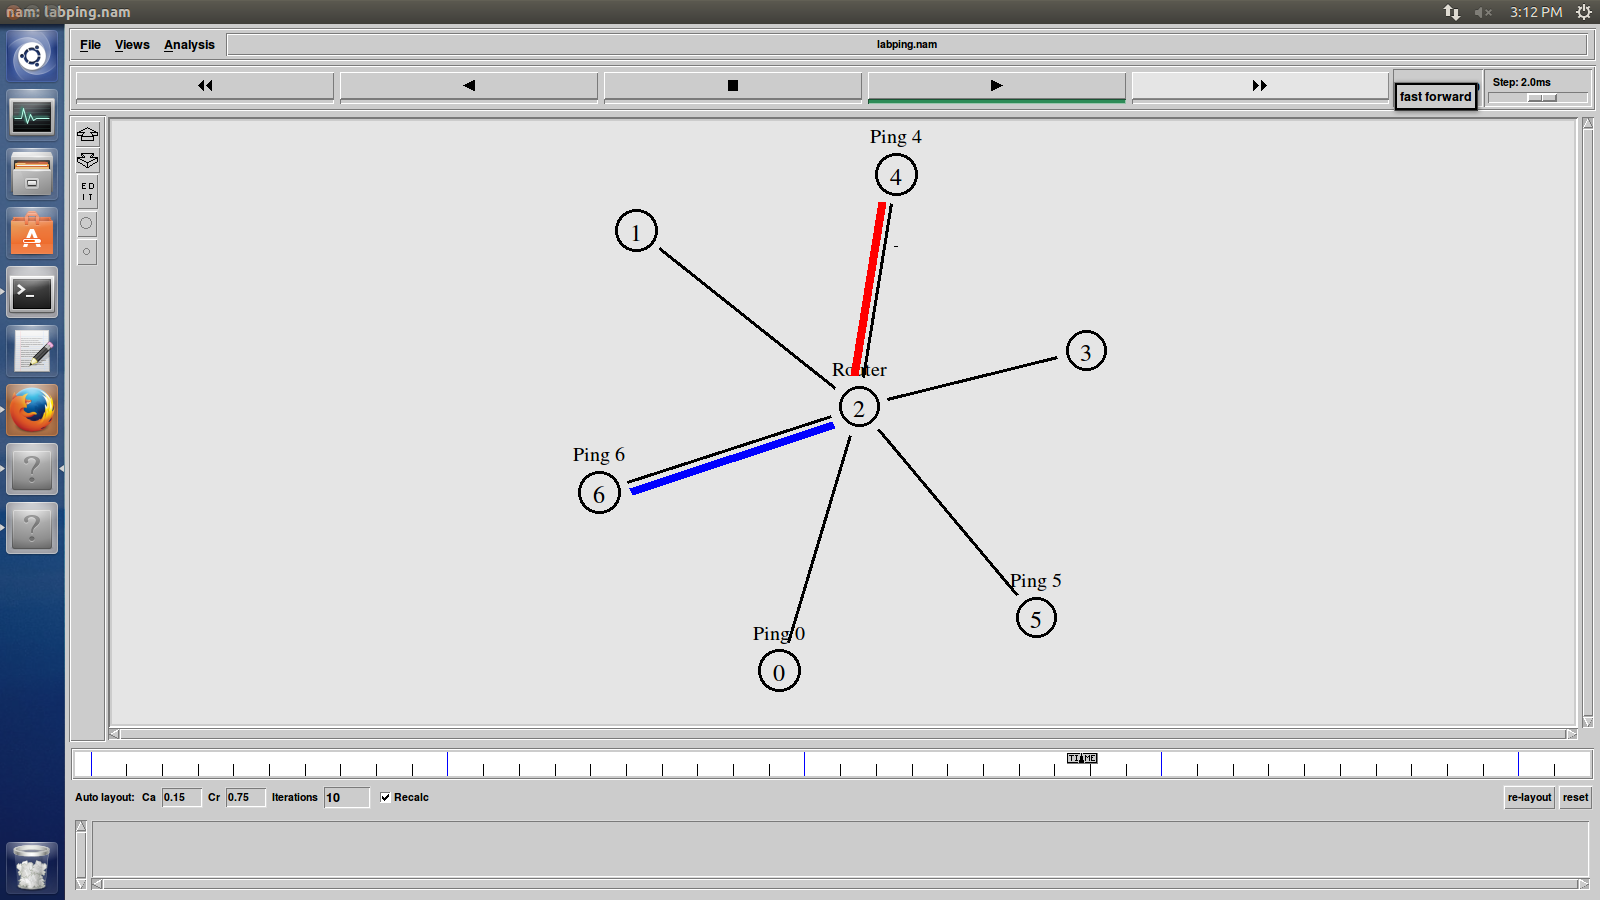 nam: labping.nam
3:12 PM
File Views Analysis labping.nam
fast forward
Step: 2.0ms
ED
IT
Ping 4
4
1
3
Router
2
Ping 6
6
Ping 5
5
Ping 0
0
TIME
Auto layout: Ca 0.15 Cr 0.75 Iterations 10 Recalc re-layout reset